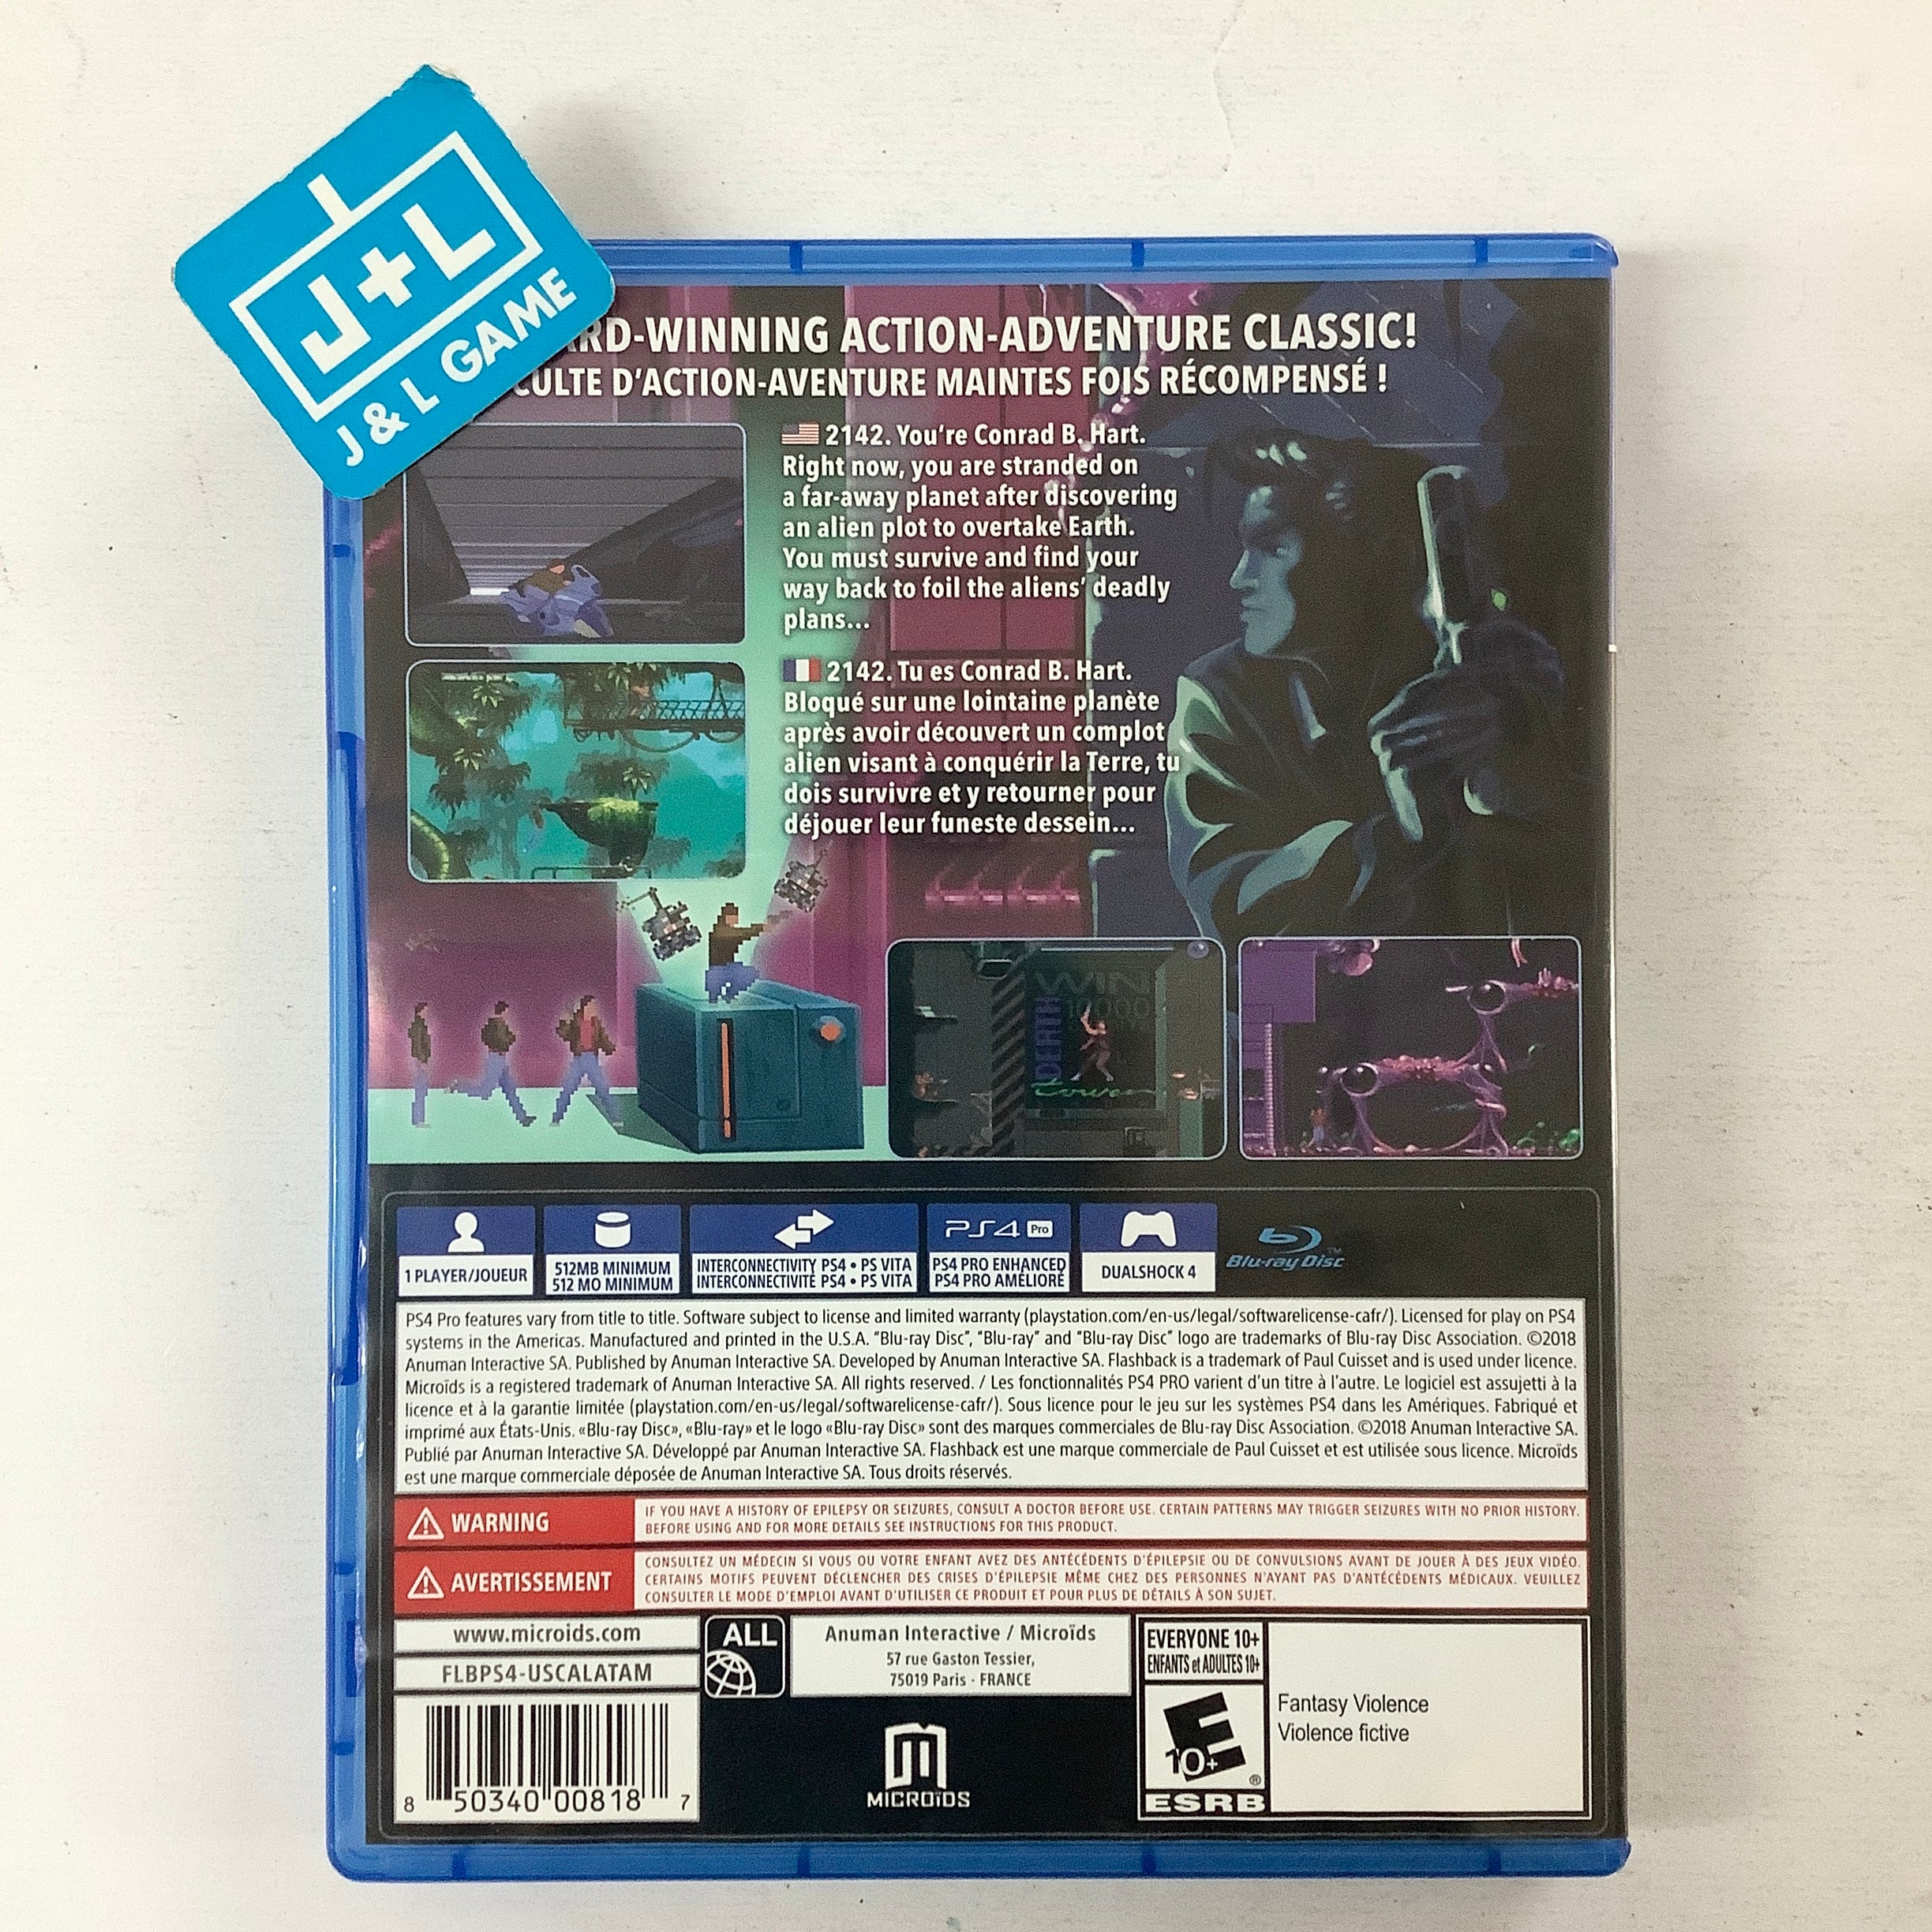 J+L
J & L GAME
RD-WINNING ACTION-ADVENTURE CLASSIC!
CULTE D'ACTION-AVENTURE MAINTES FOIS RÉCOMPENSÉ !
2142. You're Conrad B. Hart.
Right now, you are stranded on
a far-away planet after discovering
an alien plot to overtake Earth.
You must survive and find your
way back to foil the aliens' deadly
plans...
2142. Tu es Conrad B. Hart.
Bloqué sur une lointaine planète
après avoir découvert un complot
alien visant à conquérir la Terre, tu
dois survivre et y retourner pour
déjouer leur funeste dessein...
WIN
10000
DEATH
tower
PS4 Pro
1 PLAYER/JOUEUR
512MB MINIMUM
512 MO MINIMUM
INTERCONNECTIVITY PS4 • PS VITA
INTERCONNECTIVITÉ PS4 • PS VITA
PS4 PRO ENHANCED
PS4 PRO AMÉLIORÉ
DUALSHOCK 4
Blu-ray Disc™
PS4 Pro features vary from title to title. Software subject to license and limited warranty (playstation.com/en-us/legal/softwarelicense-cafr/). Licensed for play on PS4
systems in the Americas. Manufactured and printed in the U.S.A. "Blu-ray Disc", "Blu-ray" and "Blu-ray Disc" logo are trademarks of Blu-ray Disc Association. ©2018
Anuman Interactive SA. Published by Anuman Interactive SA. Developed by Anuman Interactive SA. Flashback is a trademark of Paul Cuisset and is used under licence.
Microïds is a registered trademark of Anuman Interactive SA. All rights reserved. / Les fonctionnalités PS4 PRO varient d'un titre à l'autre. Le logiciel est assujetti à la
licence et à la garantie limitée (playstation.com/en-us/legal/softwarelicense-cafr/). Sous licence pour le jeu sur les systèmes PS4 dans les Amériques. Fabriqué et
imprimé aux États-Unis. «Blu-ray Disc», «Blu-ray» et le logo «Blu-ray Disc» sont des marques commerciales de Blu-ray Disc Association. ©2018 Anuman Interactive SA.
Publié par Anuman Interactive SA. Développé par Anuman Interactive SA. Flashback est une marque commerciale de Paul Cuisset et est utilisée sous licence. Microïds
est une marque commerciale déposée de Anuman Interactive SA. Tous droits réservés.
WARNING
IF YOU HAVE A HISTORY OF EPILEPSY OR SEIZURES, CONSULT A DOCTOR BEFORE USE. CERTAIN PATTERNS MAY TRIGGER SEIZURES WITH NO PRIOR HISTORY.
BEFORE USING AND FOR MORE DETAILS SEE INSTRUCTIONS FOR THIS PRODUCT.
AVERTISSEMENT
CONSULTEZ UN MÉDECIN SI VOUS OU VOTRE ENFANT AVEZ DES ANTÉCÉDENTS D'ÉPILEPSIE OU DE CONVULSIONS AVANT DE JOUER À DES JEUX VIDÉO.
CERTAINS MOTIFS PEUVENT DÉCLENCHER DES CRISES D'ÉPILEPSIE MÊME CHEZ DES PERSONNES N'AYANT PAS D'ANTÉCÉDENTS MÉDICAUX. VEUILLEZ
CONSULTER LE MODE D'EMPLOI AVANT D'UTILISER CE PRODUIT ET POUR PLUS DE DÉTAILS À SON SUJET.
www.microids.com
FLBPS4-USCALATAM
ALL
Anuman Interactive / Microïds
57 rue Gaston Tessier,
75019 Paris - FRANCE
EVERYONE 10+
ENFANTS et ADULTES 10+
E
10+
®
ESRB
Fantasy Violence
Violence fictive
8 50340 00818 7
MICROÏDS